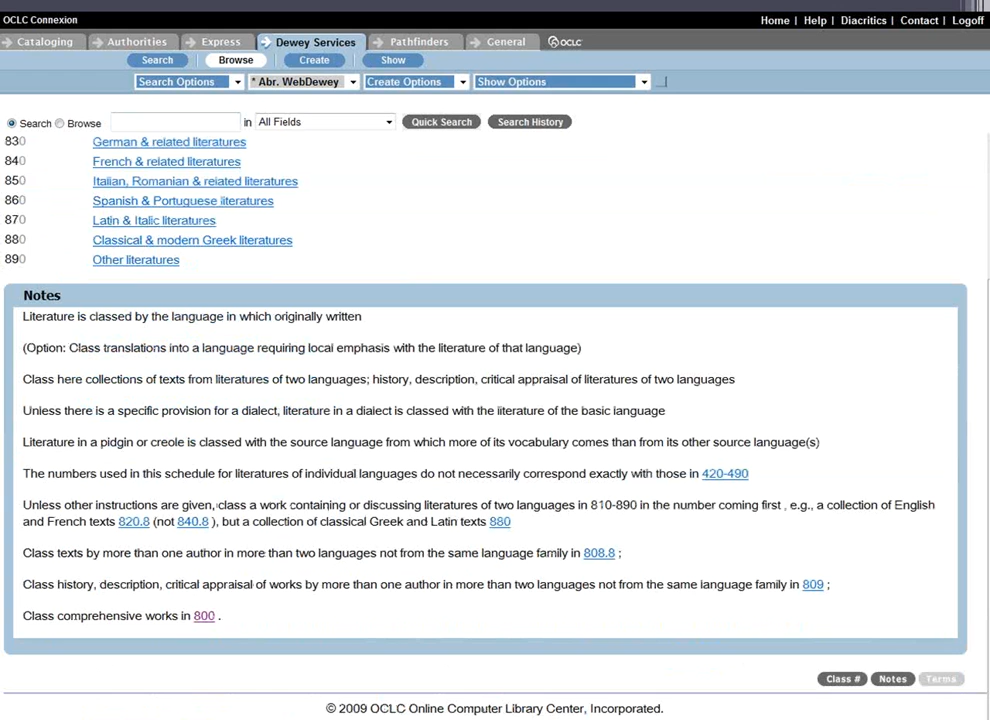 OCLC Connexion
Home | Help | Diacritics | Contact | Logoff
Cataloging Authorities Express Dewey Services Pathfinders General OCLC
Search Browse Create Show
Search Options * Abr. WebDewey Create Options Show Options
Search Browse in All Fields Quick Search Search History
830 German & related literatures
840 French & related literatures
850 Italian, Romanian & related literatures
860 Spanish & Portuguese literatures
870 Latin & Italic literatures
880 Classical & modern Greek literatures
890 Other literatures
Notes
Literature is classed by the language in which originally written
(Option: Class translations into a language requiring local emphasis with the literature of that language)
Class here collections of texts from literatures of two languages; history, description, critical appraisal of literatures of two languages
Unless there is a specific provision for a dialect, literature in a dialect is classed with the literature of the basic language
Literature in a pidgin or creole is classed with the source language from which more of its vocabulary comes than from its other source language(s)
The numbers used in this schedule for literatures of individual languages do not necessarily correspond exactly with those in 420-490
Unless other instructions are given, class a work containing or discussing literatures of two languages in 810-890 in the number coming first , e.g., a collection of English
and French texts 820.8 (not 840.8 ), but a collection of classical Greek and Latin texts 880
Class texts by more than one author in more than two languages not from the same language family in 808.8 ;
Class history, description, critical appraisal of works by more than one author in more than two languages not from the same language family in 809 ;
Class comprehensive works in 800 .
Class # Notes Terms
© 2009 OCLC Online Computer Library Center, Incorporated.